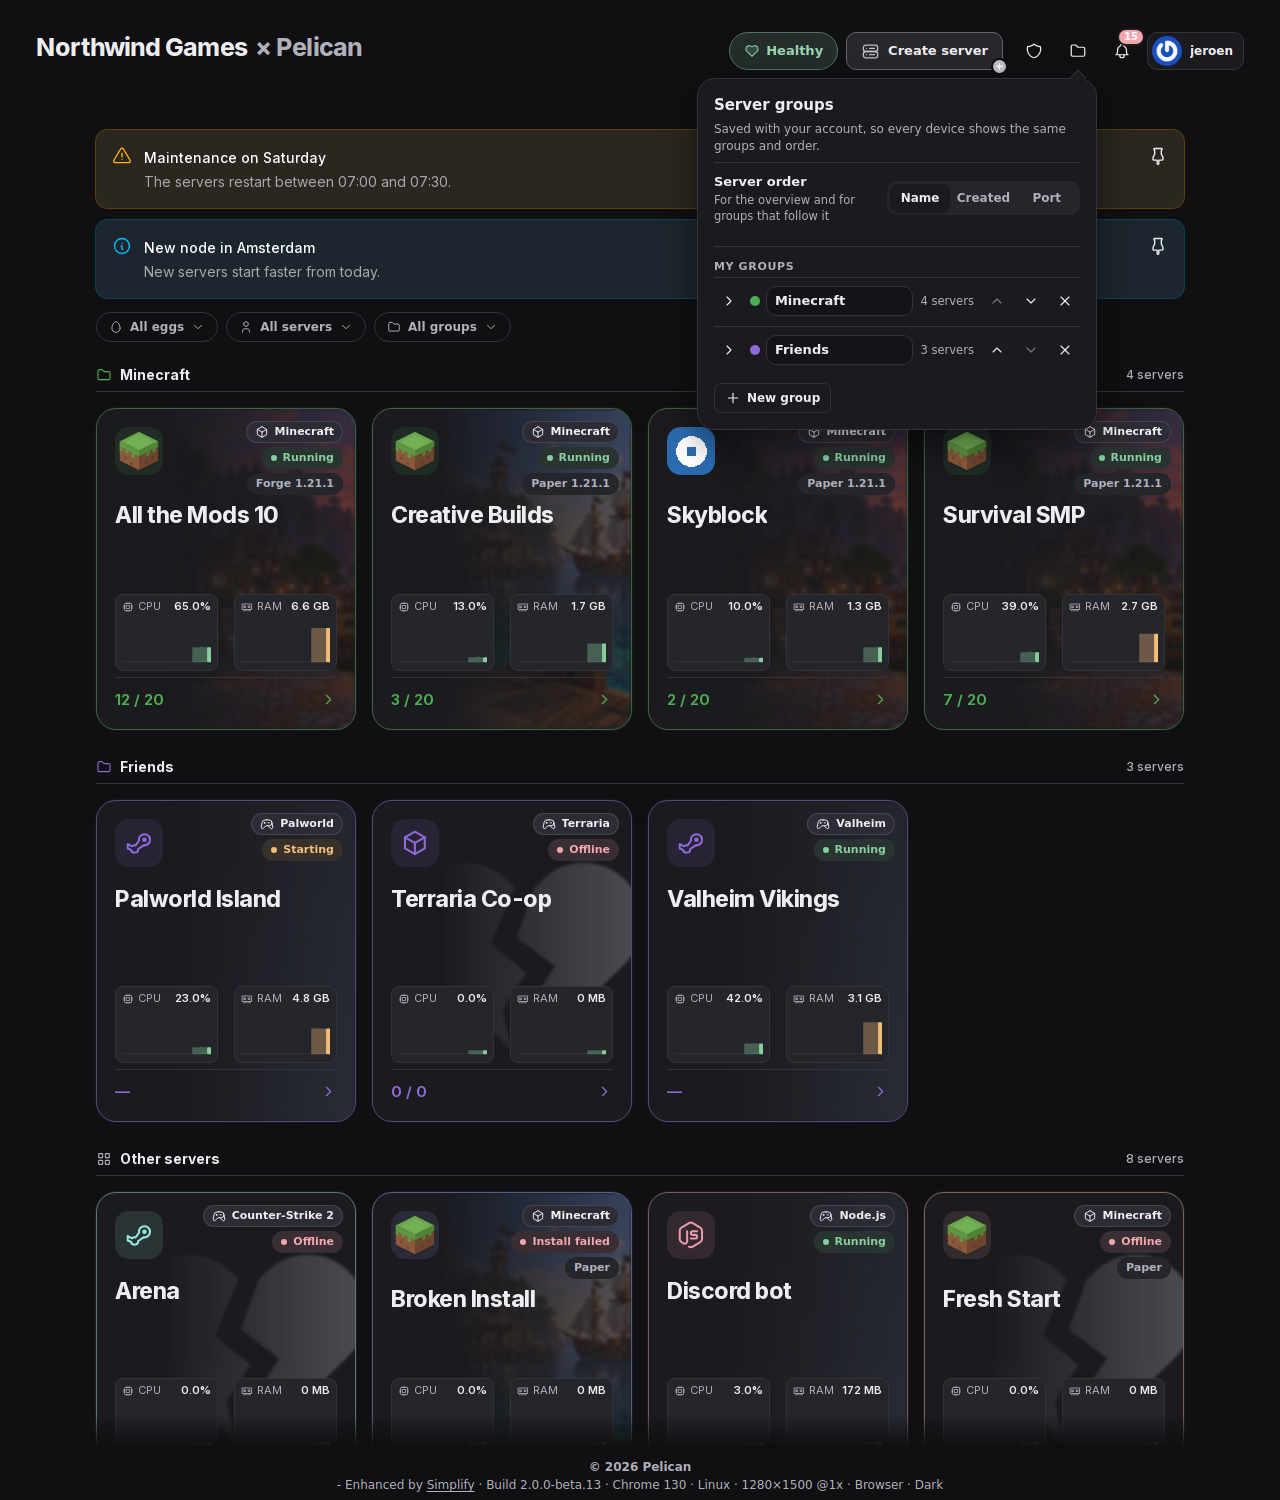 Northwind Games × Pelican
Healthy
Create server
15
jeroen
Server groups
Saved with your account, so every device shows the same
groups and order.
Server order
For the overview and for
groups that follow it
Name Created Port
MY GROUPS
Minecraft 4 servers
Friends 3 servers
New group
Maintenance on Saturday
The servers restart between 07:00 and 07:30.
New node in Amsterdam
New servers start faster from today.
All eggs All servers All groups
Minecraft 4 servers
Minecraft
Running
Forge 1.21.1
All the Mods 10
CPU 65.0% RAM 6.6 GB
12 / 20
Minecraft
Running
Paper 1.21.1
Creative Builds
CPU 13.0% RAM 1.7 GB
3 / 20
Minecraft
Running
Paper 1.21.1
Skyblock
CPU 10.0% RAM 1.3 GB
2 / 20
Minecraft
Running
Paper 1.21.1
Survival SMP
CPU 39.0% RAM 2.7 GB
7 / 20
Friends 3 servers
Palworld
Starting
Palworld Island
CPU 23.0% RAM 4.8 GB
—
Terraria
Offline
Terraria Co-op
CPU 0.0% RAM 0 MB
0 / 0
Valheim
Running
Valheim Vikings
CPU 42.0% RAM 3.1 GB
—
Other servers 8 servers
Counter-Strike 2
Offline
Arena
CPU 0.0% RAM 0 MB
Minecraft
Install failed
Paper
Broken Install
CPU 0.0% RAM 0 MB
Node.js
Running
Discord bot
CPU 3.0% RAM 172 MB
Minecraft
Offline
Paper
Fresh Start
CPU 0.0% RAM 0 MB
© 2026 Pelican
- Enhanced by Simplify · Build 2.0.0-beta.13 · Chrome 130 · Linux · 1280×1500 @1x · Browser · Dark